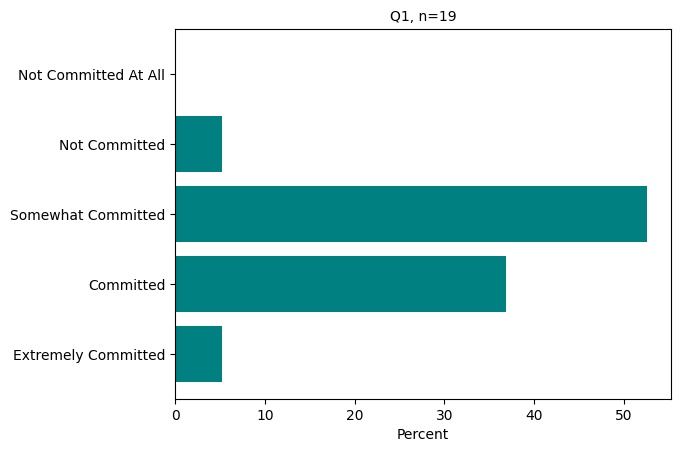 Q1, n=19
Not Committed At All
Not Committed
Somewhat Committed
Committed
Extremely Committed
0 10 20 30 40 50
Percent